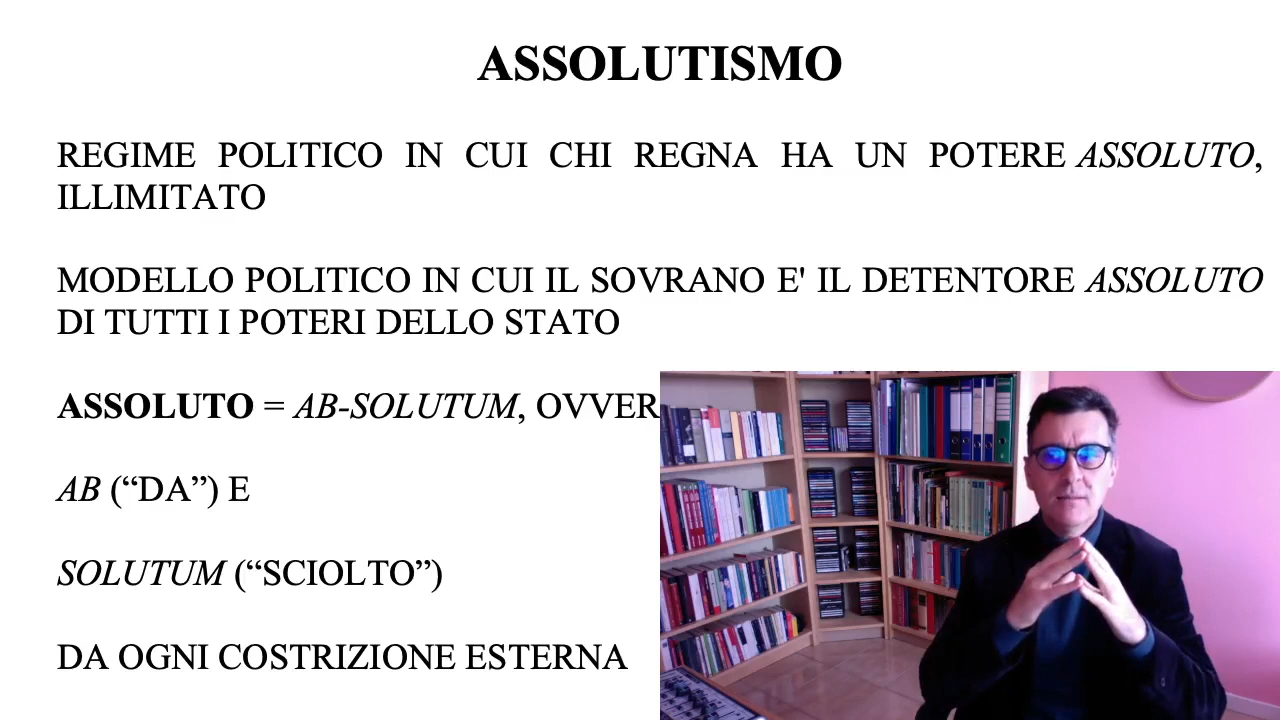 ASSOLUTISMO
REGIME POLITICO IN CUI CHI REGNA HA UN POTERE ASSOLUTO,
ILLIMITATO
MODELLO POLITICO IN CUI IL SOVRANO E' IL DETENTORE ASSOLUTO
DI TUTTI I POTERI DELLO STATO
ASSOLUTO = AB-SOLUTUM, OVVER
AB (“DA”) E
SOLUTUM (“SCIOLTO”)
DA OGNI COSTRIZIONE ESTERNA